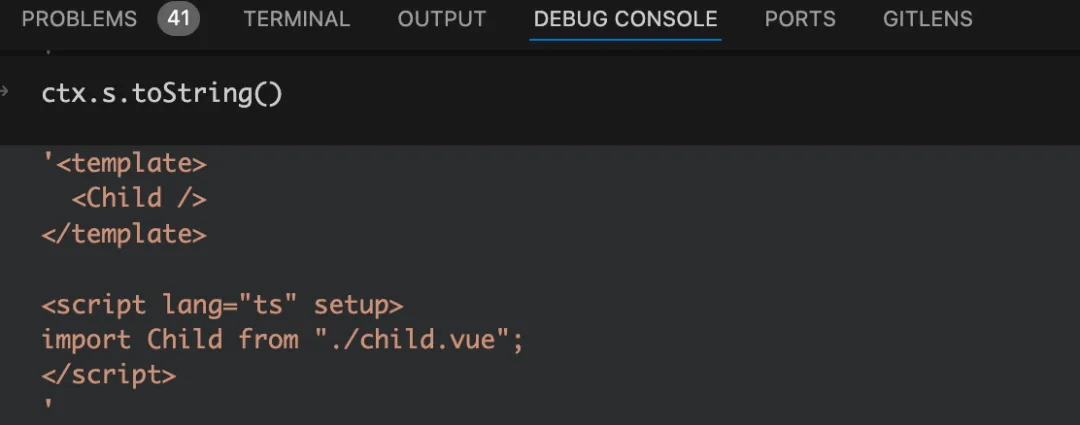 PROBLEMS 41 TERMINAL OUTPUT DEBUG CONSOLE PORTS GITLENS
ctx.s.toString()
'<template>
  <Child />
</template>

<script lang="ts" setup>
import Child from "./child.vue";
</script>
'